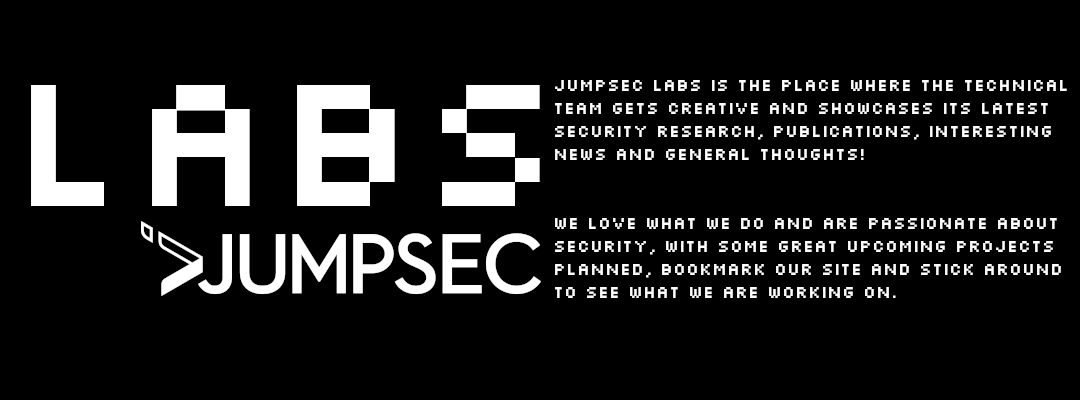 LABS
JUMPSEC
JUMPSEC LABS IS THE PLACE WHERE THE TECHNICAL
TEAM GETS CREATIVE AND SHOWCASES ITS LATEST
SECURITY RESEARCH, PUBLICATIONS, INTERESTING
NEWS AND GENERAL THOUGHTS!
WE LOVE WHAT WE DO AND ARE PASSIONATE ABOUT
SECURITY, WITH SOME GREAT UPCOMING PROJECTS
PLANNED, BOOKMARK OUR SITE AND STICK AROUND
TO SEE WHAT WE ARE WORKING ON.